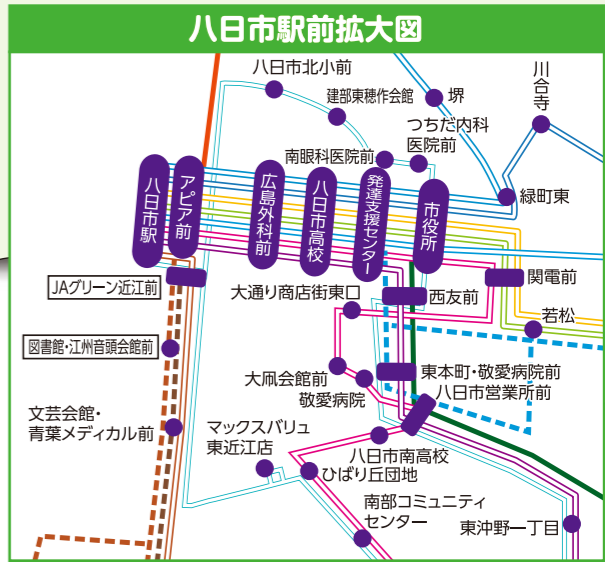 八日市駅前拡大図
八日市北小前
建部東穂作会館
堺
川合寺
つちだ内科
医院前
南眼科医院前
緑町東
八日市駅
アピア前
広島外科前
八日市高校
発達支援センター
市役所
JAグリーン近江前
大通り商店街東口
西友前
関電前
若松
図書館・江州音頭会館前
大凧会館前
敬愛病院
東本町・敬愛病院前
八日市営業所前
文芸会館・
青葉メディカル前
マックスバリュ
東近江店
八日市南高校
ひばり丘団地
南部コミュニティ
センター
東沖野一丁目